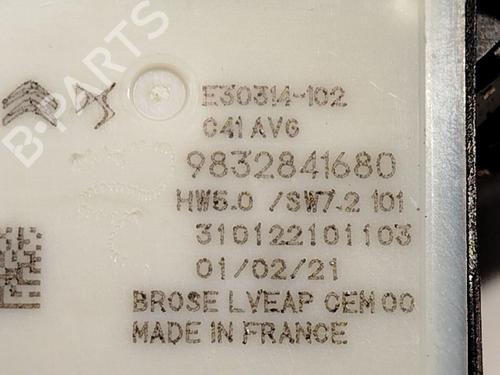 B-PARTS
E30314-102
041 AVG
9832841680
HW6.0 /SW7.2 101
310122101103
01/02/21
BROSE LVEAP CEM 00
MADE IN FRANCE